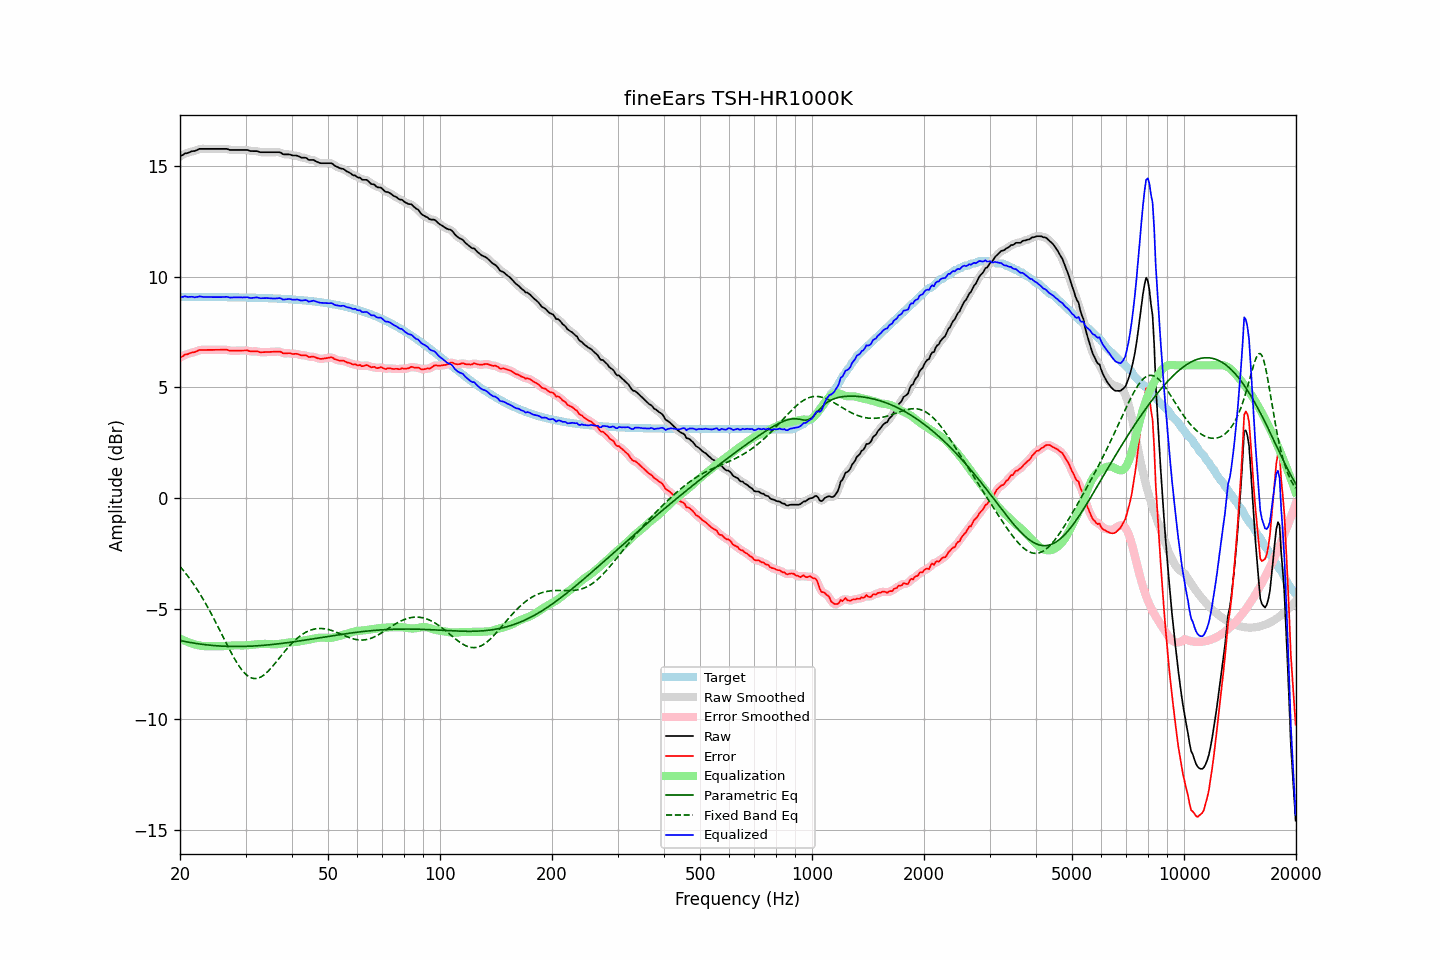 fineEars TSH-HR1000K
Amplitude (dBr)
15
10
5
0
−5
−10
−15
Target
Raw Smoothed
Error Smoothed
Raw
Error
Equalization
Parametric Eq
Fixed Band Eq
Equalized
20 50 100 200 500 1000 2000 5000 10000 20000
Frequency (Hz)